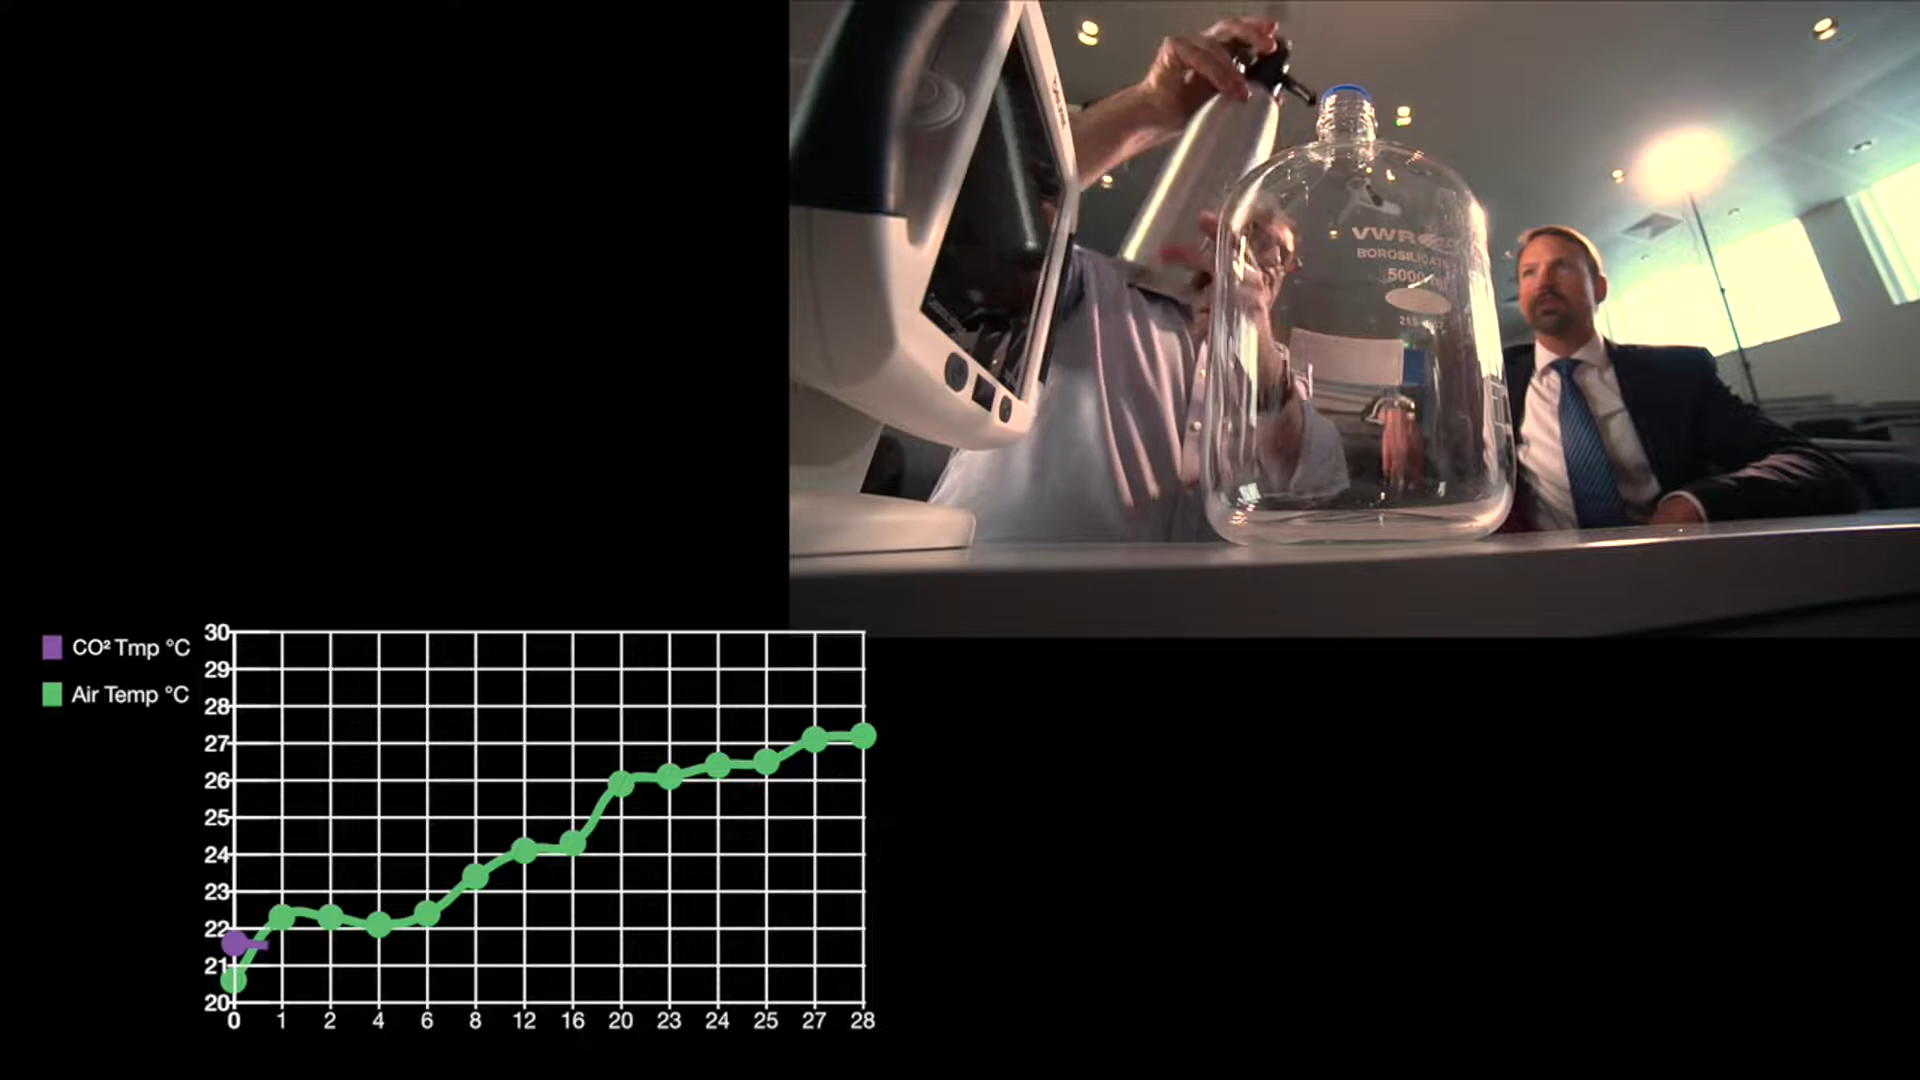 VWR
BOROSILICATE
5000
CO² Tmp °C
Air Temp °C
30
29
28
27
26
25
24
23
22
21
20
0 1 2 4 6 8 12 16 20 23 24 25 27 28